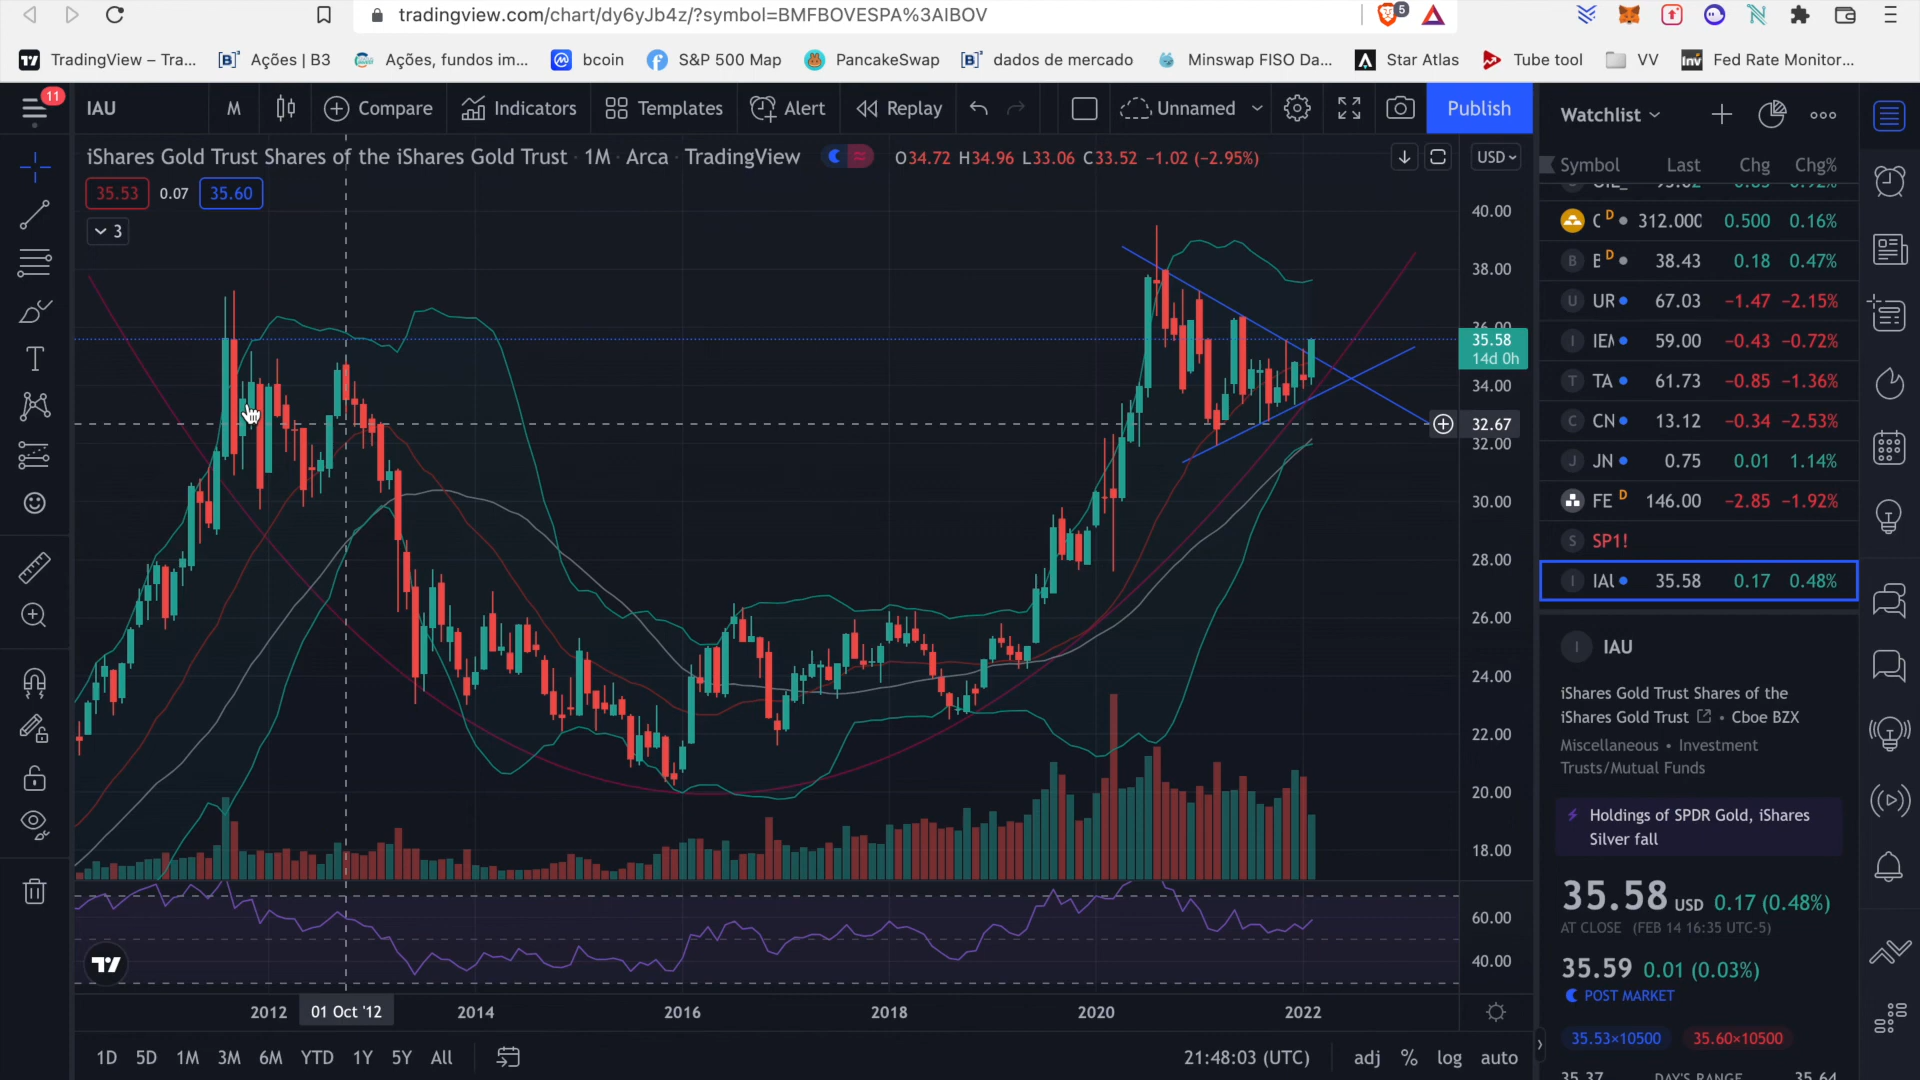 tradingview.com/chart/dy6yJb4z/?symbol=BMFBOVESPA%3AIBOV
5
TradingView – Tra...
Ações | B3
Ações, fundos im...
bcoin
S&P 500 Map
PancakeSwap
dados de mercado
Minswap FISO Da...
Star Atlas
Tube tool
VV
Fed Rate Monitor...
11
IAU
M
Compare
Indicators
Templates
Alert
Replay
Unnamed
Publish
iShares Gold Trust Shares of the iShares Gold Trust · 1M · Arca · TradingView
O34.72 H34.96 L33.06 C33.52 −1.02 (−2.95%)
USD
35.53
0.07
35.60
3
40.00
38.00
35.58
14d 0h
34.00
32.67
32.00
30.00
28.00
26.00
24.00
22.00
20.00
18.00
60.00
40.00
2012
01 Oct '12
2014
2016
2018
2020
2022
1D 5D 1M 3M 6M YTD 1Y 5Y All
21:48:03 (UTC)
adj % log auto
Watchlist
Symbol Last Chg Chg%
D 312.000 0.500 0.16%
B D 38.43 0.18 0.47%
U UR 67.03 −1.47 −2.15%
I IEM 59.00 −0.43 −0.72%
T TA 61.73 −0.85 −1.36%
C CN 13.12 −0.34 −2.53%
J JN 0.75 0.01 1.14%
FE D 146.00 −2.85 −1.92%
S SP1!
I IAU 35.58 0.17 0.48%
I IAU
iShares Gold Trust Shares of the
iShares Gold Trust • Cboe BZX
Miscellaneous • Investment
Trusts/Mutual Funds
Holdings of SPDR Gold, iShares
Silver fall
35.58 USD 0.17 (0.48%)
AT CLOSE (FEB 14 16:35 UTC-5)
35.59 0.01 (0.03%)
POST MARKET
35.53×10500 35.60×10500
35.37 DAY'S RANGE 35.64